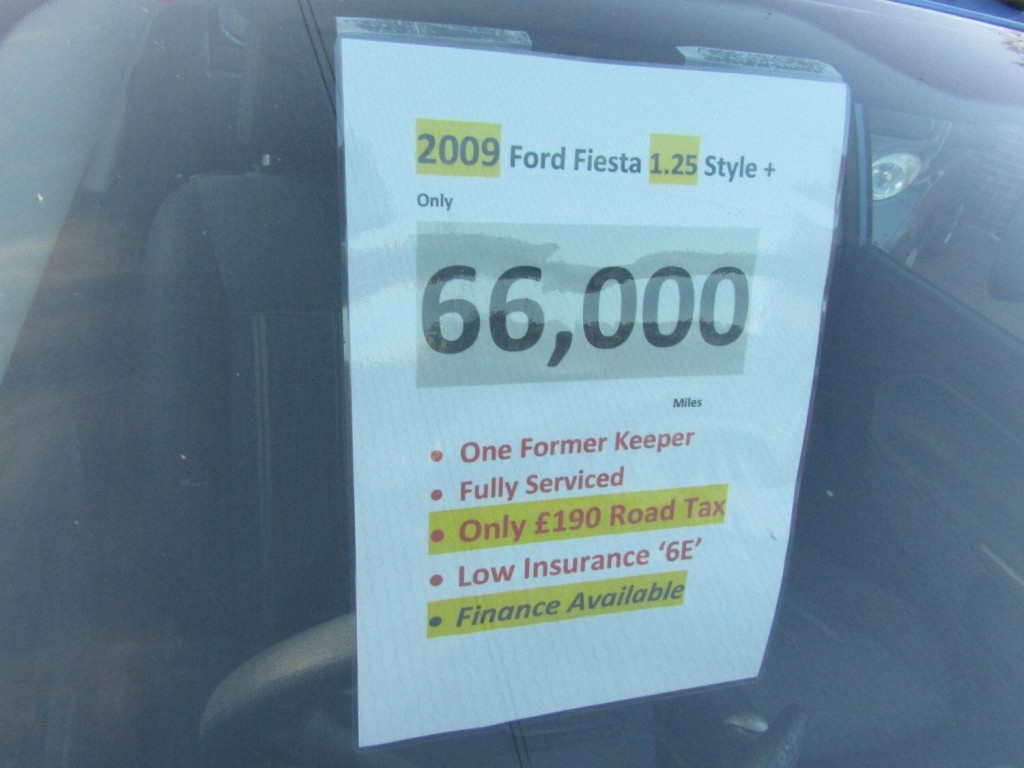 2009 Ford Fiesta 1.25 Style +
Only
66,000
Miles
• One Former Keeper
• Fully Serviced
• Only £190 Road Tax
• Low Insurance ‘6E’
• Finance Available